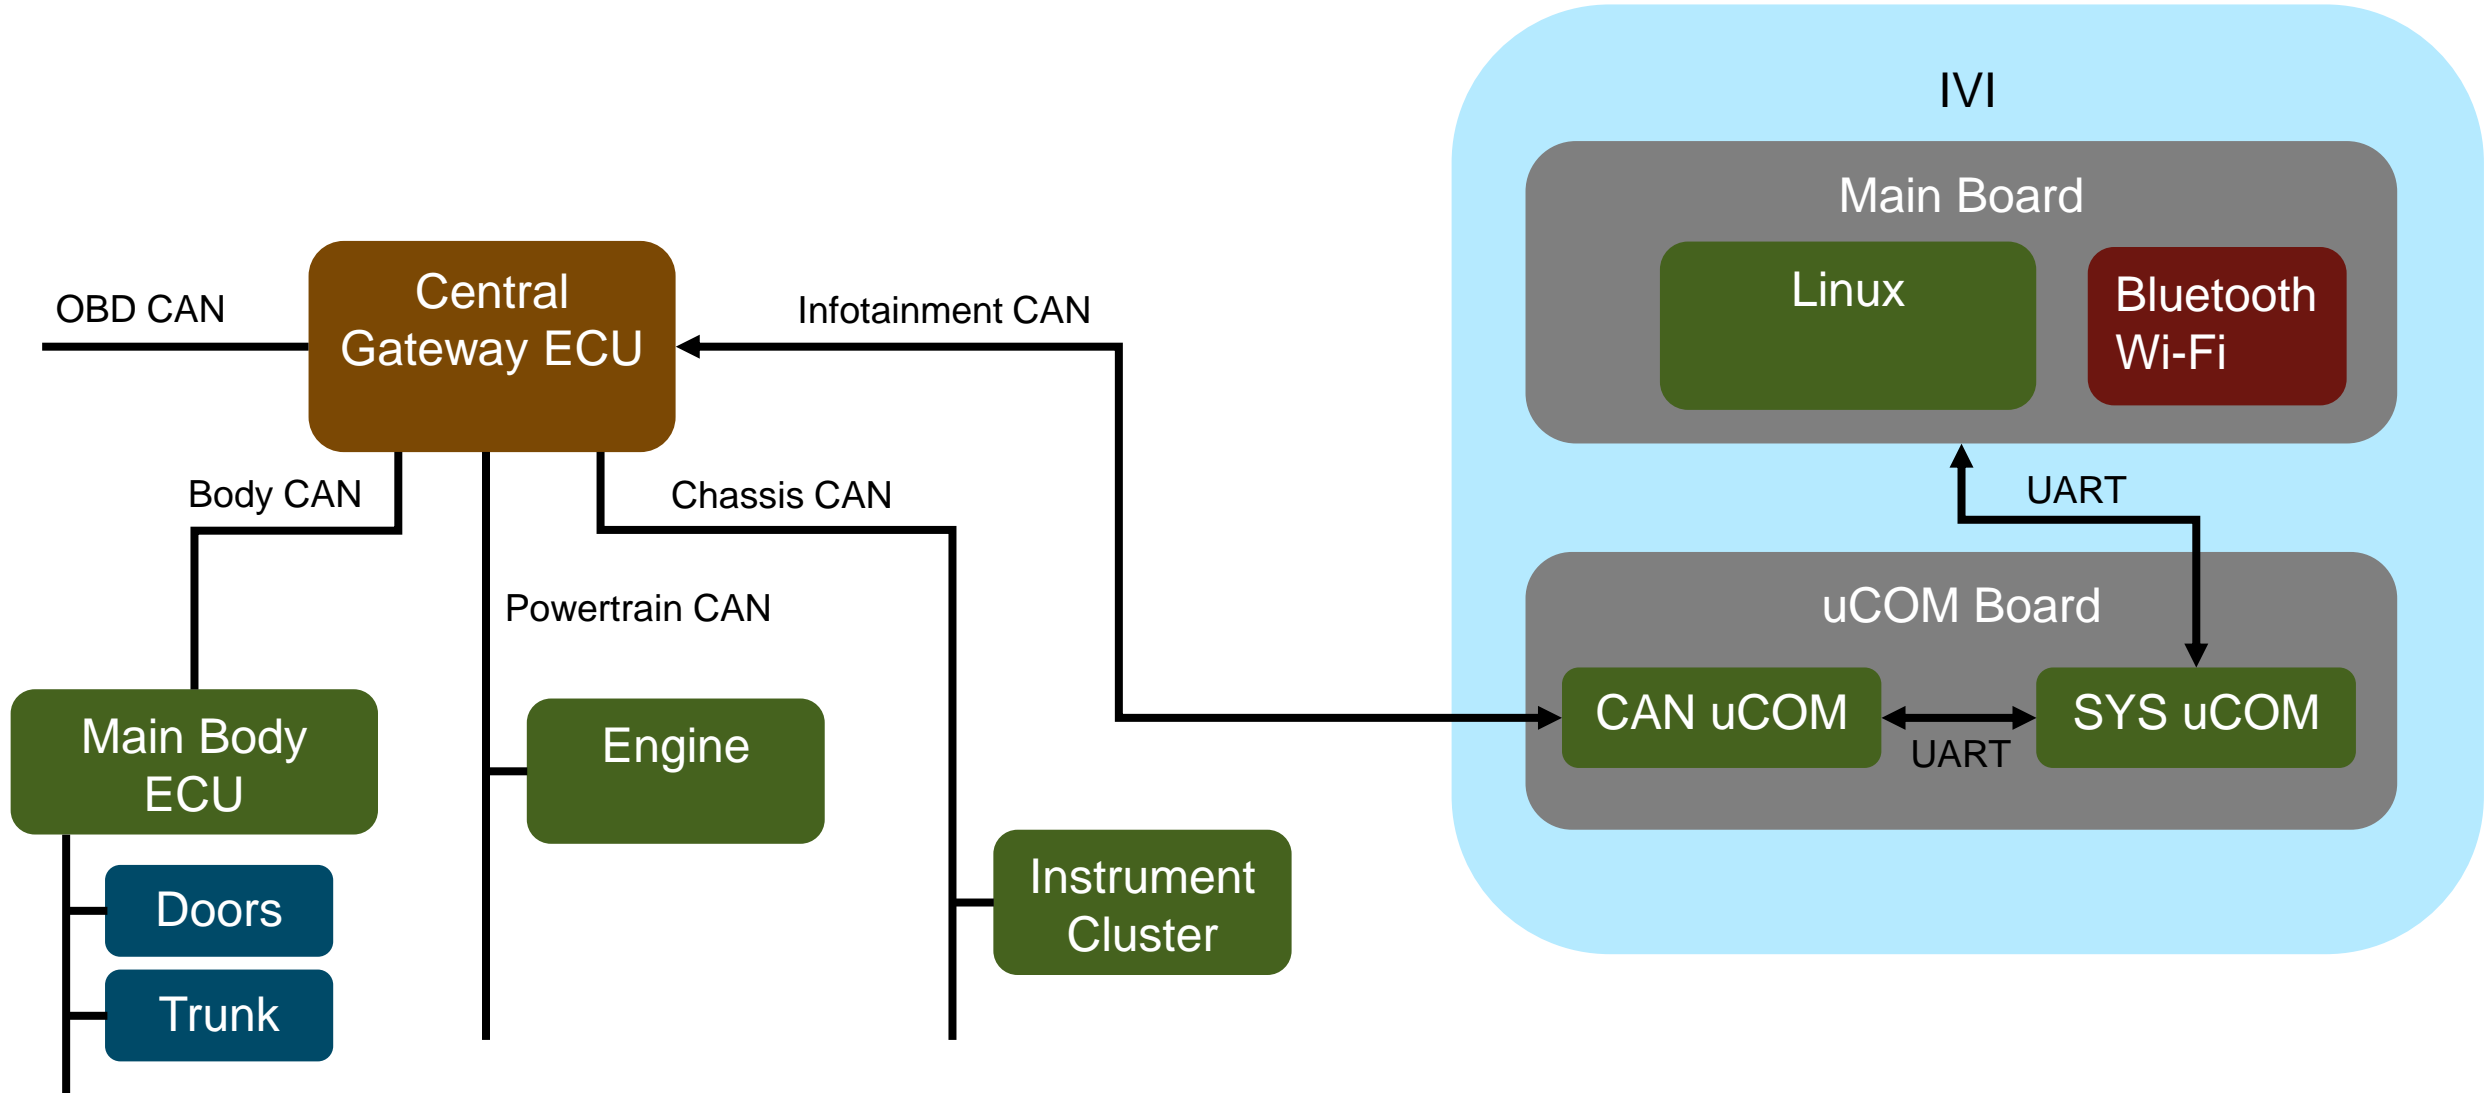 IVI
Main Board
Linux
Bluetooth
Wi-Fi
OBD CAN
Central
Gateway ECU
Infotainment CAN
Body CAN
Chassis CAN
UART
Powertrain CAN
uCOM Board
CAN uCOM
UART
SYS uCOM
Main Body
ECU
Engine
Instrument
Cluster
Doors
Trunk